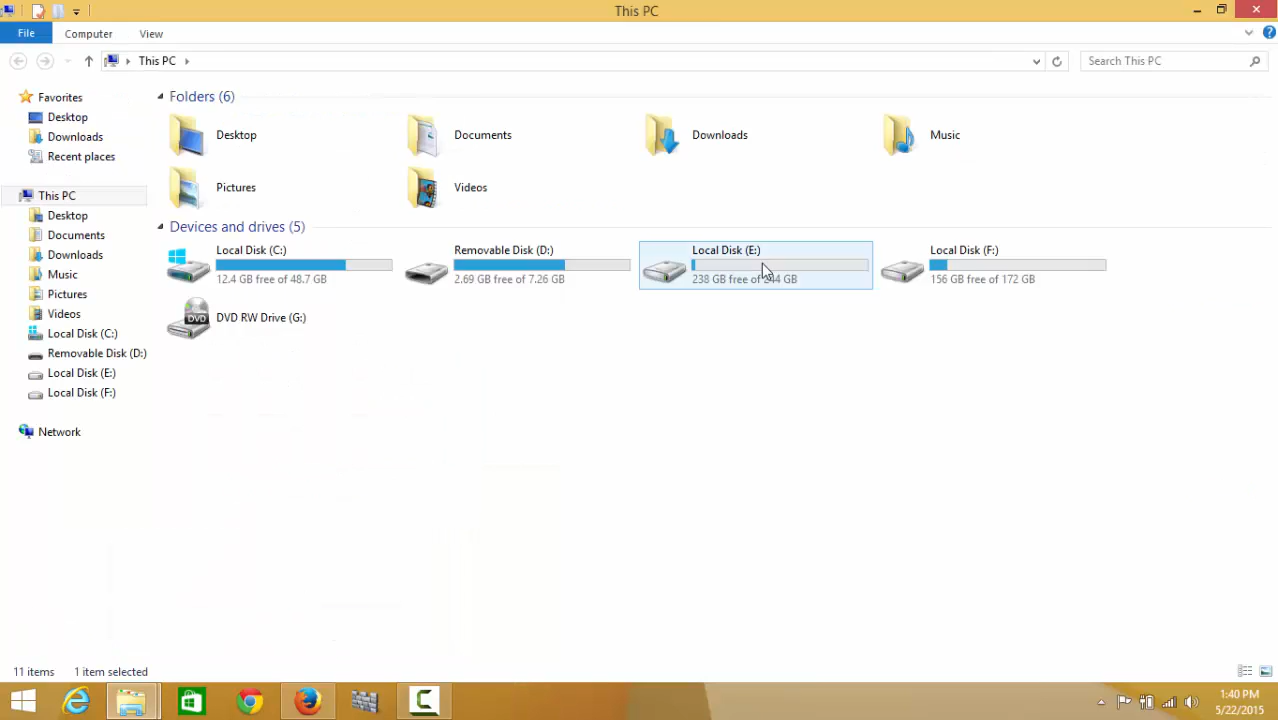 This PC
File Computer View
This PC
Search This PC
Favorites
Desktop
Downloads
Recent places
This PC
Desktop
Documents
Downloads
Music
Pictures
Videos
Local Disk (C:)
Removable Disk (D:)
Local Disk (E:)
Local Disk (F:)
Network
Folders (6)
Desktop Documents Downloads Music
Pictures Videos
Devices and drives (5)
Local Disk (C:)
12.4 GB free of 48.7 GB
Removable Disk (D:)
2.69 GB free of 7.26 GB
Local Disk (E:)
238 GB free of 244 GB
Local Disk (F:)
156 GB free of 172 GB
DVD
DVD RW Drive (G:)
11 items 1 item selected
1:40 PM
5/22/2015